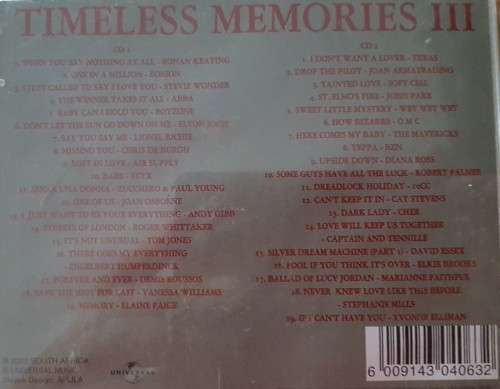 TIMELESS MEMORIES III
CD 1
1. WHEN YOU SAY NOTHING AT ALL - RONAN KEATING
2. ONE IN A MILLION - BOSSON
3. I JUST CALLED TO SAY I LOVE YOU - STEVIE WONDER
4. THE WINNER TAKES IT ALL - ABBA
5. BABY CAN I HOLD YOU - BOYZONE
6. DON'T LET THE SUN GO DOWN ON ME - ELTON JOHN
7. SAY YOU SAY ME - LIONEL RICHIE
8. MISSING YOU - CHRIS DE BURGH
9. LOST IN LOVE - AIR SUPPLY
10. BABE - STYX
11. SENZA UNA DONNA - ZUCCHERO & PAUL YOUNG
12. ONE OF US - JOAN OSBORNE
13. I JUST WANT TO BE YOUR EVERYTHING - ANDY GIBB
14. STREETS OF LONDON - ROGER WHITTAKER
15. IT'S NOT UNUSUAL - TOM JONES
16. THERE GOES MY EVERYTHING -
ENGELBERT HUMPERDINCK
17. FOREVER AND EVER - DEMIS ROUSSOS
18. SAVE THE BEST FOR LAST - VANESSA WILLIAMS
19. MEMORY - ELAINE PAIGE
CD 2
1. I DON'T WANT A LOVER - TEXAS
2. DROP THE PILOT - JOAN ARMATRADING
3. TAINTED LOVE - SOFT CELL
4. ST. ELMO'S FIRE - JOHN PARR
5. SWEET LITTLE MYSTERY - WET WET WET
6. HOW BIZARRE - O M C
7. HERE COMES MY BABY - THE MAVERICKS
8. YEPPA - BZN
9. UPSIDE DOWN - DIANA ROSS
10. SOME GUYS HAVE ALL THE LUCK - ROBERT PALMER
11. DREADLOCK HOLIDAY - 10CC
12. CAN'T KEEP IT IN - CAT STEVENS
13. DARK LADY - CHER
14. LOVE WILL KEEP US TOGETHER
- CAPTAIN AND TENNILLE
15. SILVER DREAM MACHINE (PART 1) - DAVID ESSEX
16. FOOL IF YOU THINK IT'S OVER - ELKIE BROOKS
17. BALLAD OF LUCY JORDAN - MARIANNE FAITHFUL
18. NEVER KNEW LOVE LIKE THIS BEFORE -
STEPHANIE MILLS
19. IF I CAN'T HAVE YOU - YVONNE ELLIMAN
SOUTH AFRICA
UNIVERSAL MUSIC
Sleeve Design: APULA
UNIVERSAL
6 009143 040632